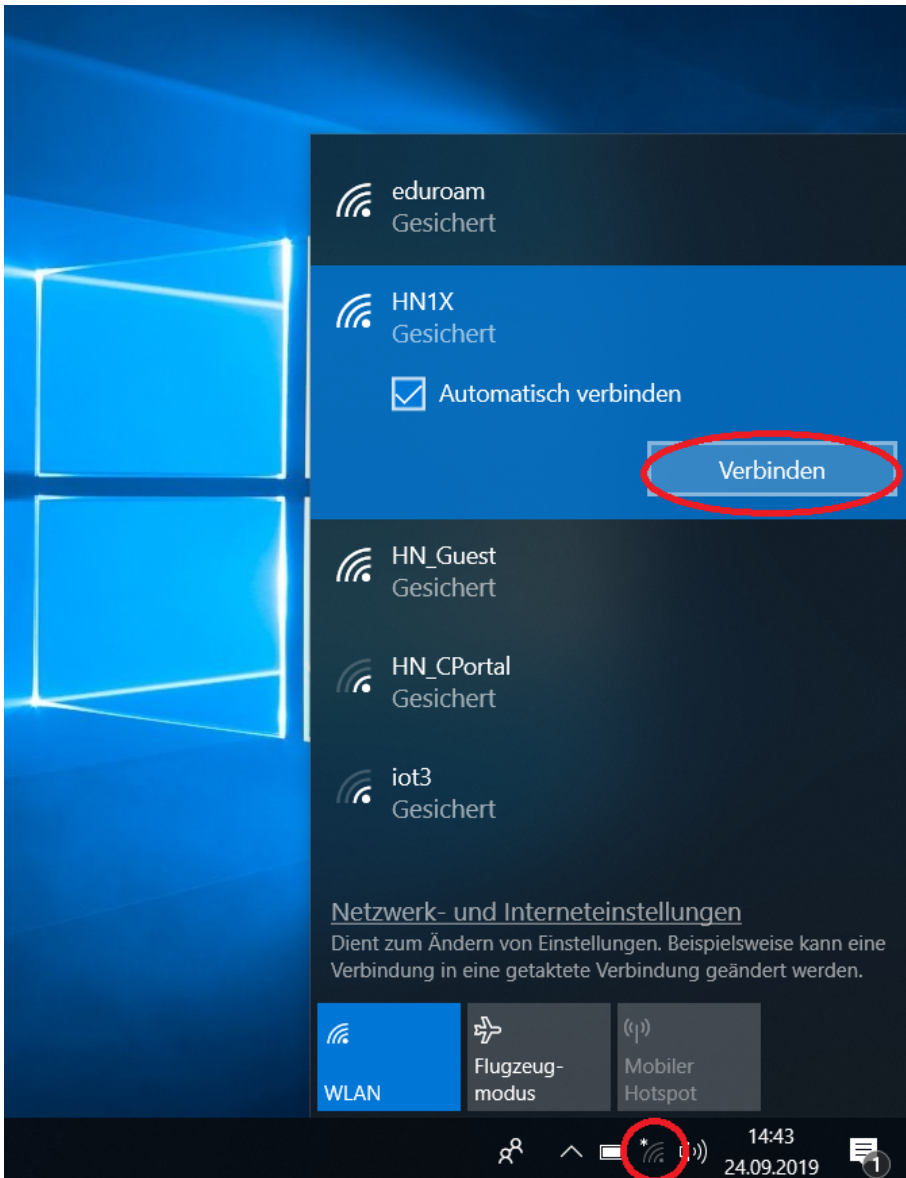 eduroam
Gesichert
HN1X
Gesichert
Automatisch verbinden
Verbinden
HN_Guest
Gesichert
HN_CPortal
Gesichert
iot3
Gesichert
Netzwerk- und Interneteinstellungen
Dient zum Ändern von Einstellungen. Beispielsweise kann eine
Verbindung in eine getaktete Verbindung geändert werden.
WLAN
Flugzeug-
modus
Mobiler
Hotspot
14:43
24.09.2019
1